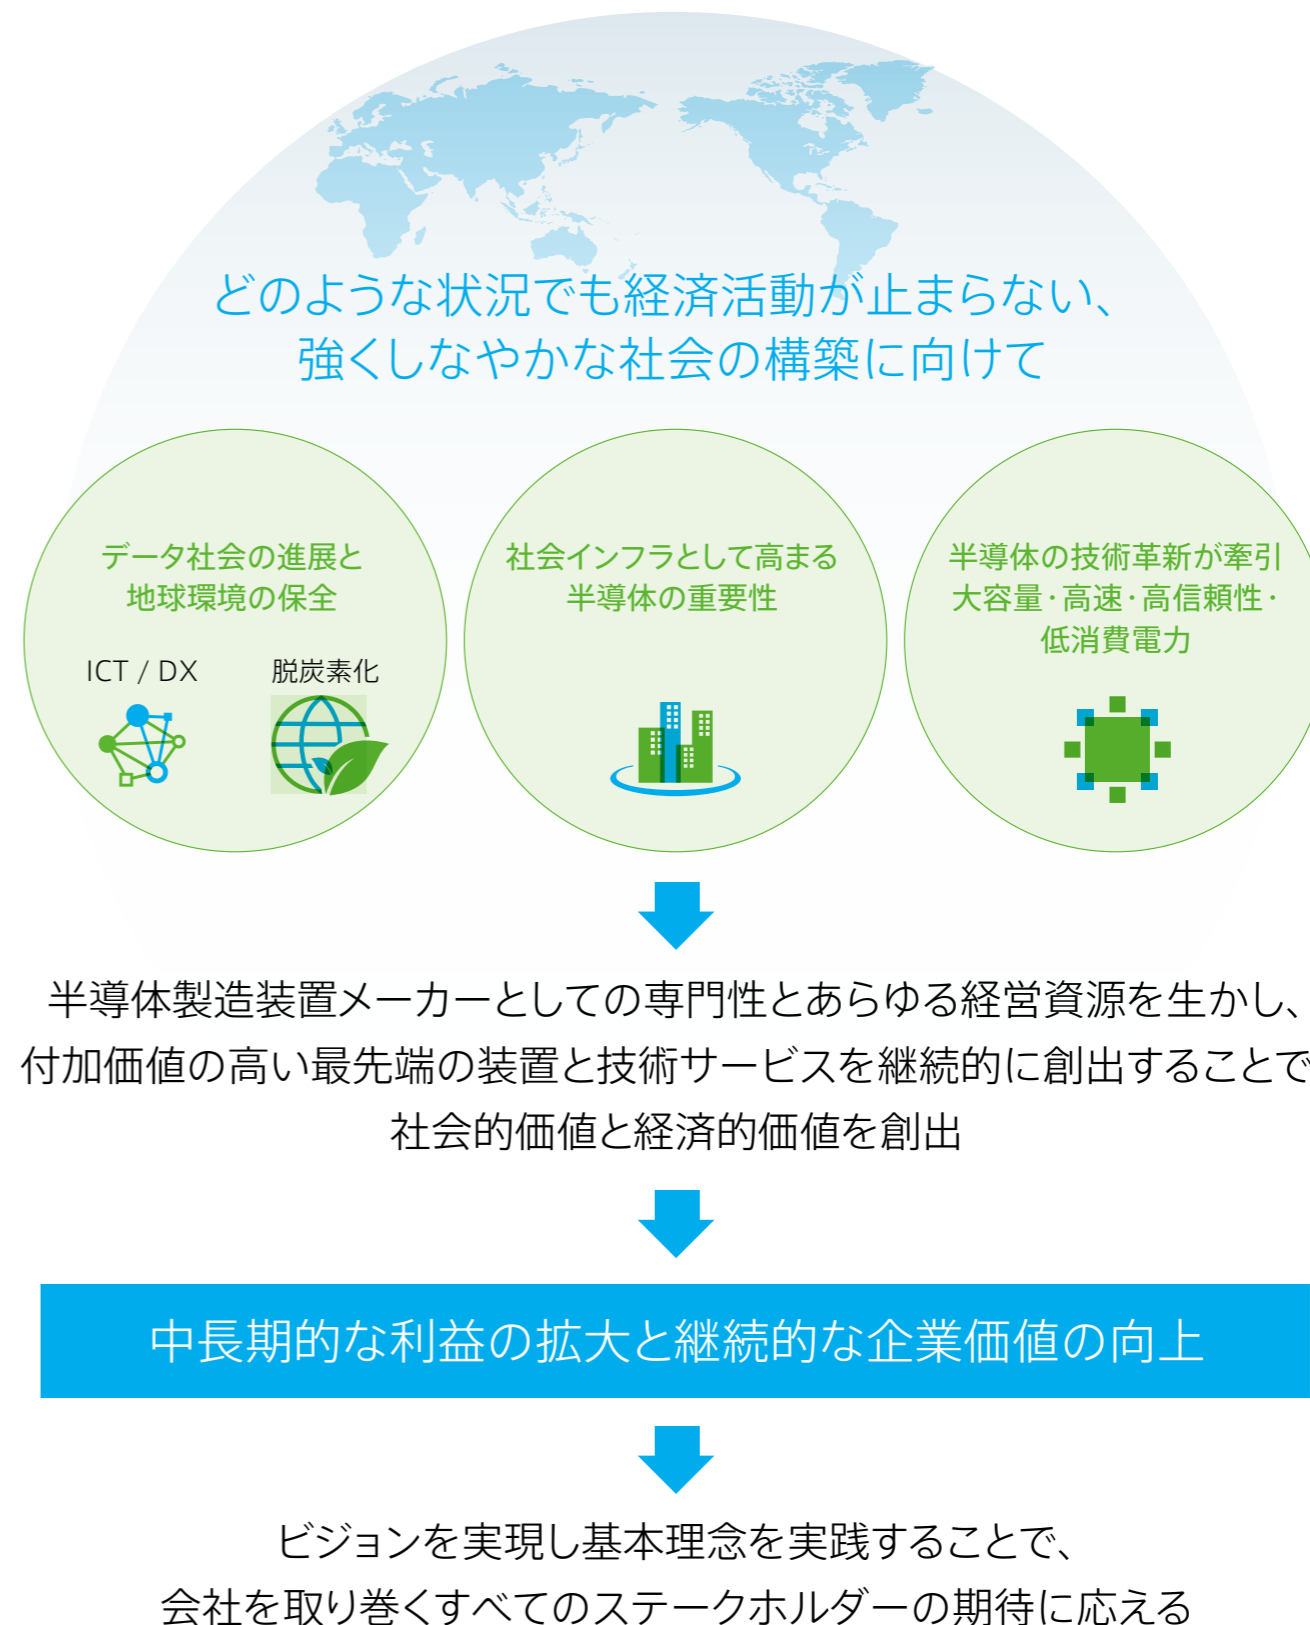 どのような状況でも経済活動が止まらない、
強くしなやかな社会の構築に向けて
データ社会の進展と
地球環境の保全
ICT / DX
脱炭素化
社会インフラとして高まる
半導体の重要性
半導体の技術革新が牽引
大容量・高速・高信頼性・
低消費電力
半導体製造装置メーカーとしての専門性とあらゆる経営資源を生かし、
付加価値の高い最先端の装置と技術サービスを継続的に創出することで
社会的価値と経済的価値を創出
中長期的な利益の拡大と継続的な企業価値の向上
ビジョンを実現し基本理念を実践することで、
会社を取り巻くすべてのステークホルダーの期待に応える